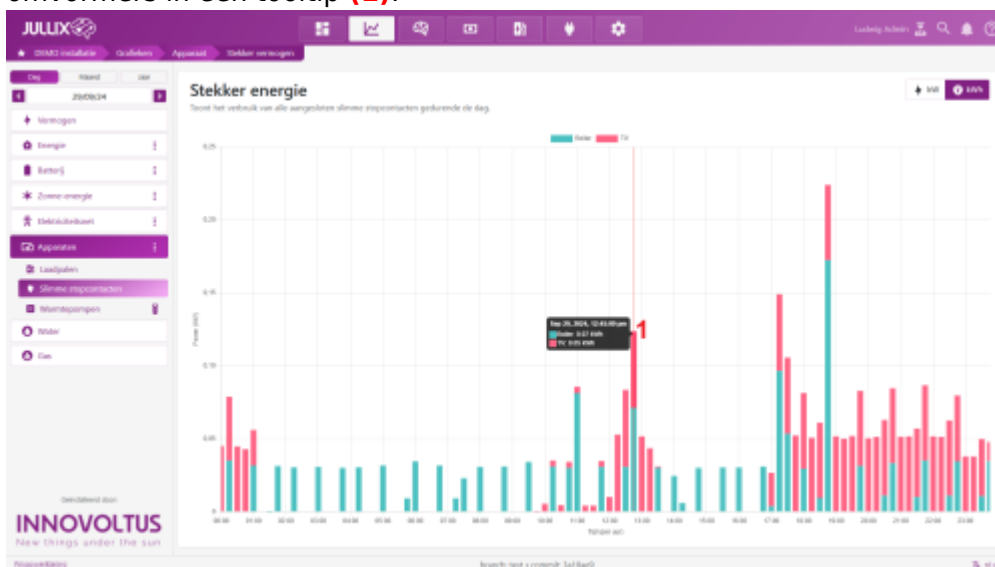 omvormers in een tooltip (1).
JULLIX
Ludwig Admin
DEMO installatie Grafieken Apparaat Stekker vermogen
Dag Maand Jaar
29/09/24
Vermogen
Energie
Batterij
Zonne-energie
Elektriciteitsnet
Apparaten
Laadpalen
Slimme stopcontacten
Warmtepompen
Water
Gas
Geïnstalleerd door:
INNOVOLTUS
New things under the sun
Stekker energie
Toont het verbruik van alle aangesloten slimme stopcontacten gedurende de dag.
kW kWh
Boiler TV
0,25
0,20
0,15
0,10
0,05
0
Sep 29, 2024, 12:45:00 pm
Boiler: 0.07 kWh
TV: 0.05 kWh
1
00:00 01:00 02:00 03:00 04:00 05:00 06:00 07:00 08:00 09:00 10:00 11:00 12:00 13:00 14:00 15:00 16:00 17:00 18:00 19:00 20:00 21:00 22:00 23:00
Privacyverklaring